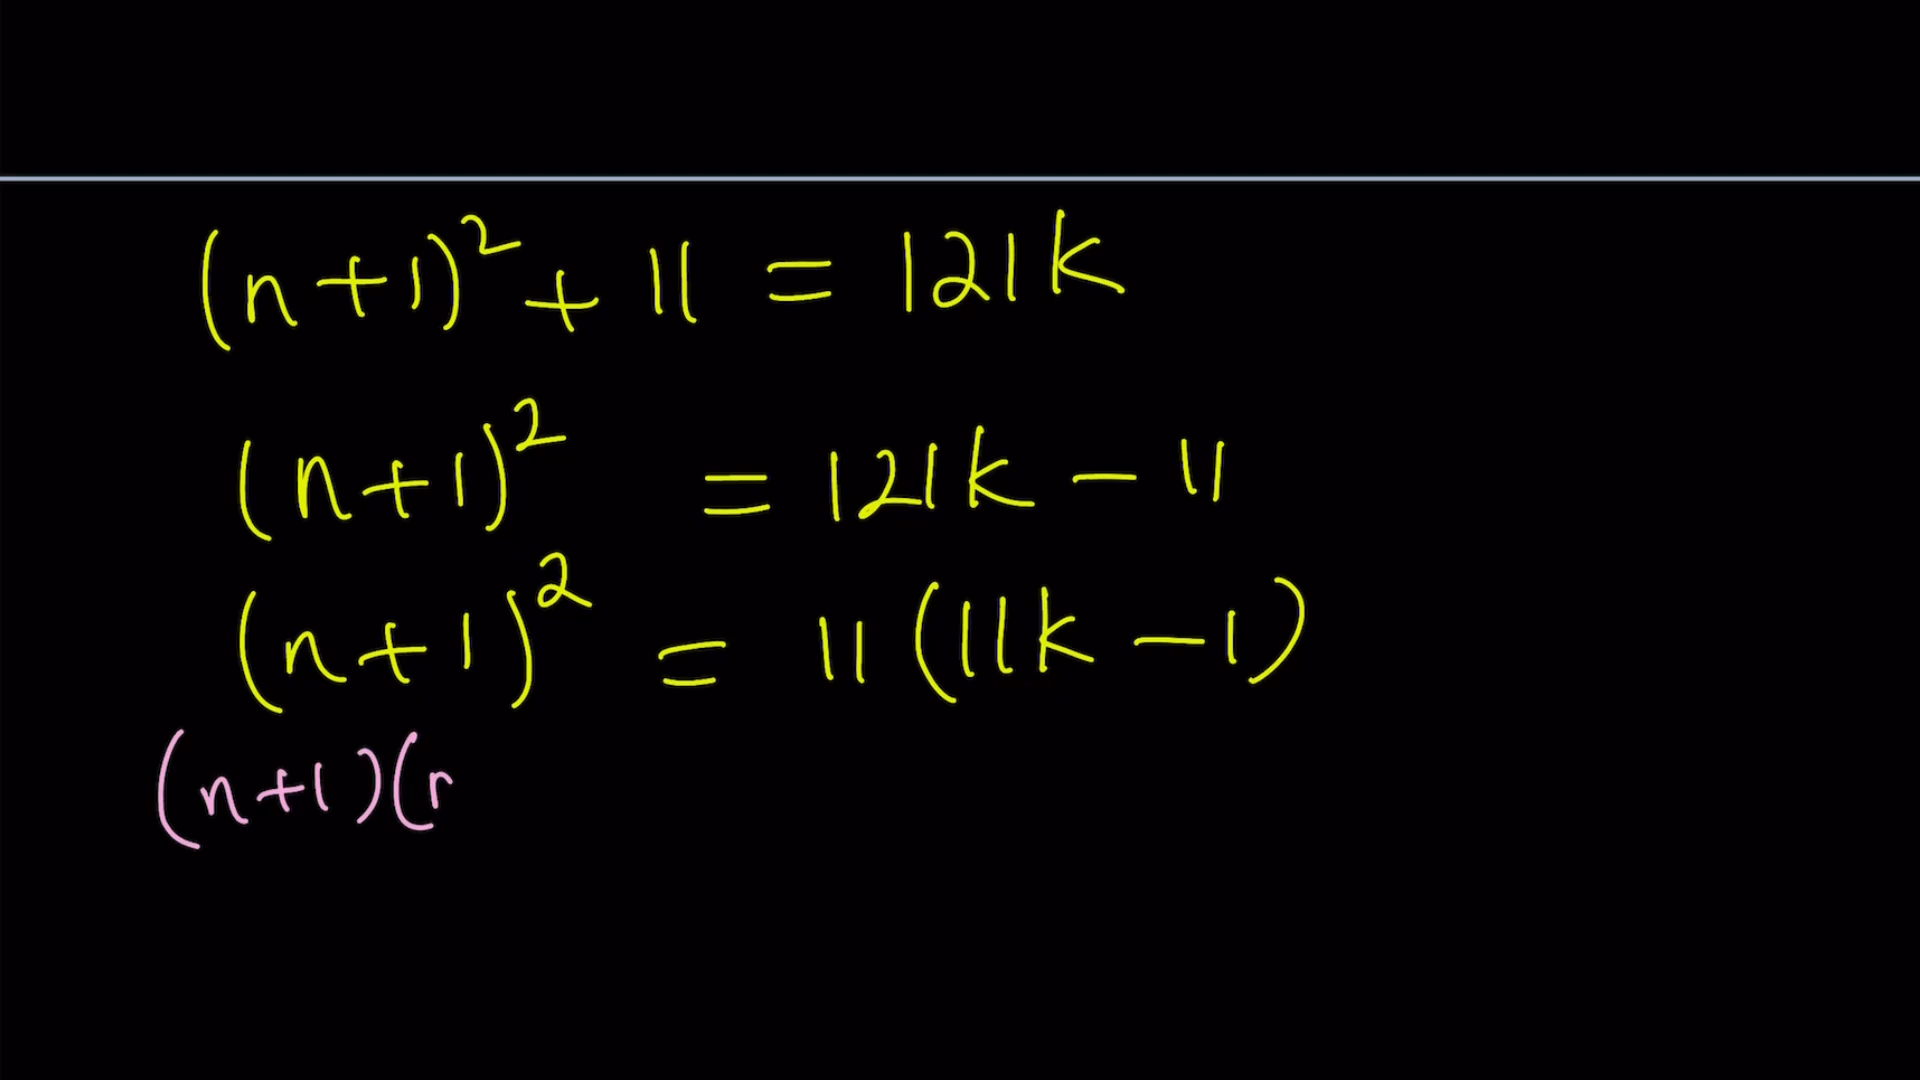 (n+1)² + 11 = 121k
(n+1)² = 121k - 11
(n+1)² = 11(11k-1)
(n+1)(